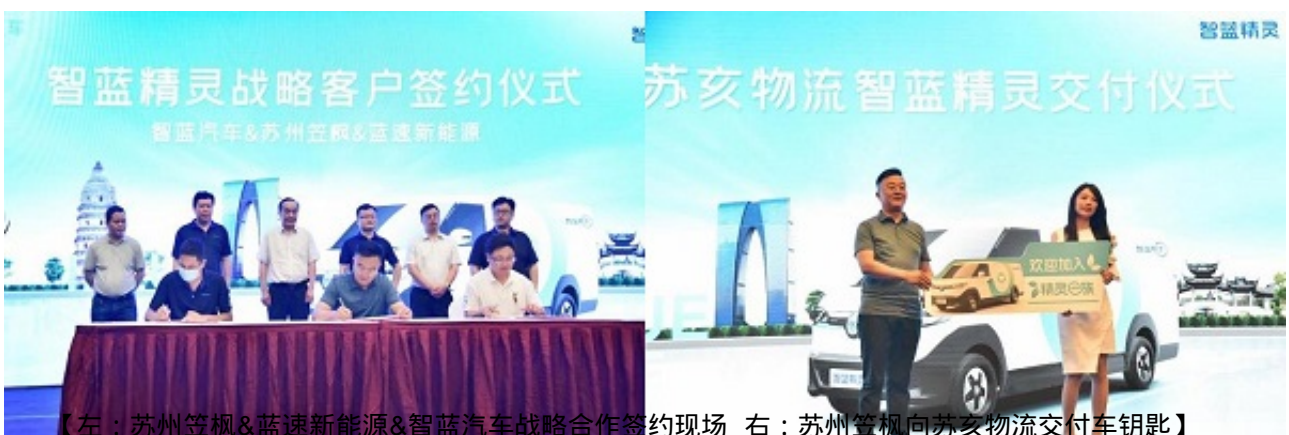 智蓝精灵战略客户签约仪式
智蓝汽车&苏州笠枫&蓝速新能源
智蓝精灵
苏亥物流智蓝精灵交付仪式
欢迎加入
精灵e族
【左：苏州笠枫&蓝速新能源&智蓝汽车战略合作签约现场 右：苏州笠枫向苏亥物流交付车钥匙】